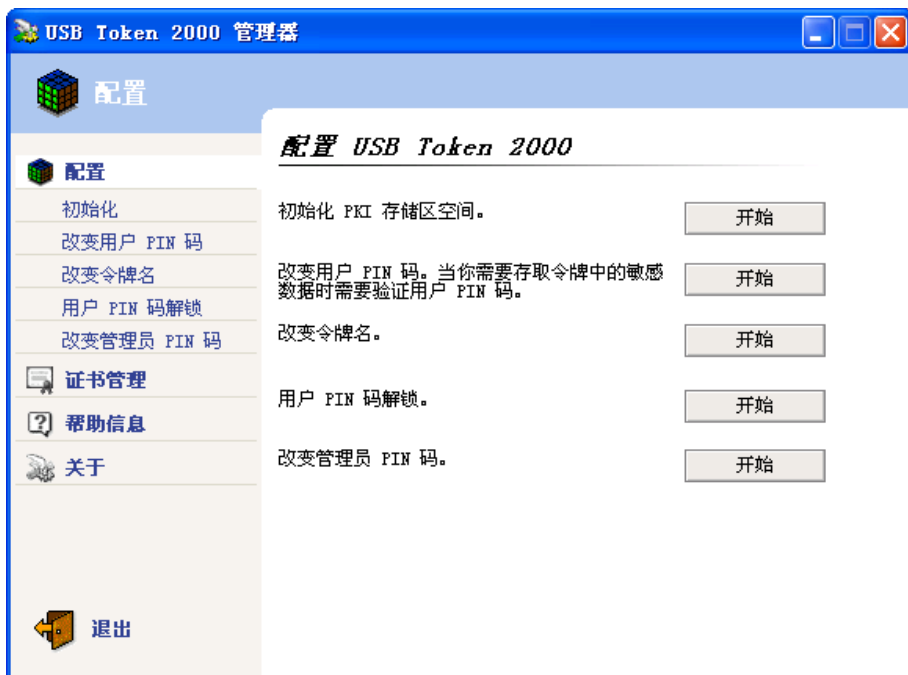 USB Token 2000 管理器
配置
配置 USB Token 2000
配置
初始化
改变用户 PIN 码
改变令牌名
用户 PIN 码解锁
改变管理员 PIN 码
证书管理
帮助信息
关于
退出
初始化 PKI 存储区空间。
开始
改变用户 PIN 码。当你需要存取令牌中的敏感
数据时需要验证用户 PIN 码。
开始
改变令牌名。
开始
用户 PIN 码解锁。
开始
改变管理员 PIN 码。
开始